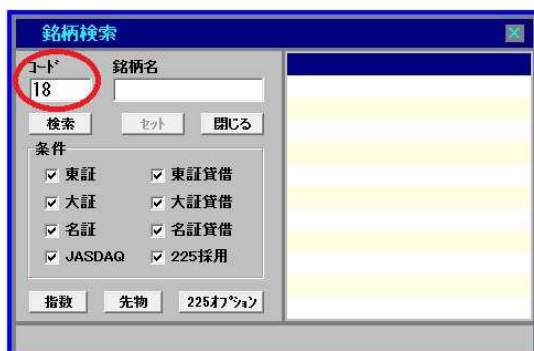 銘柄検索
コード 銘柄名
18
検索 セット 閉じる
条件
東証 東証貸借
大証 大証貸借
名証 名証貸借
JASDAQ 225採用
指数 先物 225オプション